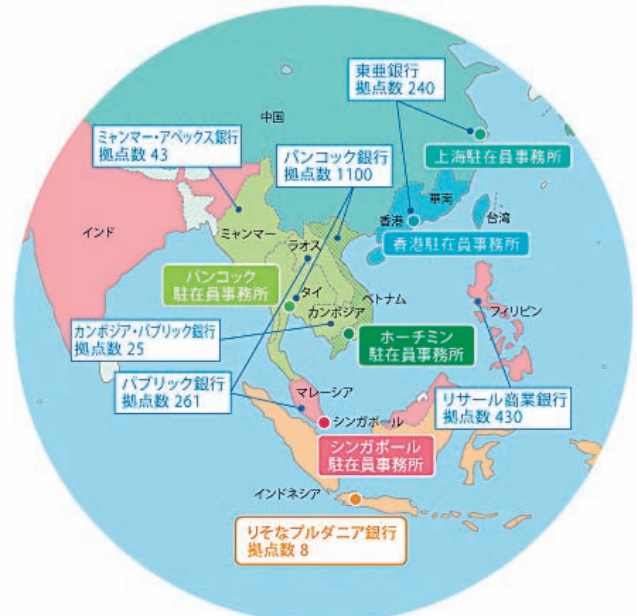 東亜銀行
拠点数 240
中国
ミャンマー・アペックス銀行
拠点数 43
バンコック銀行
拠点数 1100
上海駐在員事務所
インド
ミャンマー
ラオス
華南
香港
台湾
香港駐在員事務所
バンコック
駐在員事務所
タイ
カンボジア
ベトナム
フィリピン
カンボジア・パブリック銀行
拠点数 25
ホーチミン
駐在員事務所
パブリック銀行
拠点数 261
マレーシア
シンガポール
リサール商業銀行
拠点数 430
シンガポール
駐在員事務所
インドネシア
りそなプルダニア銀行
拠点数 8